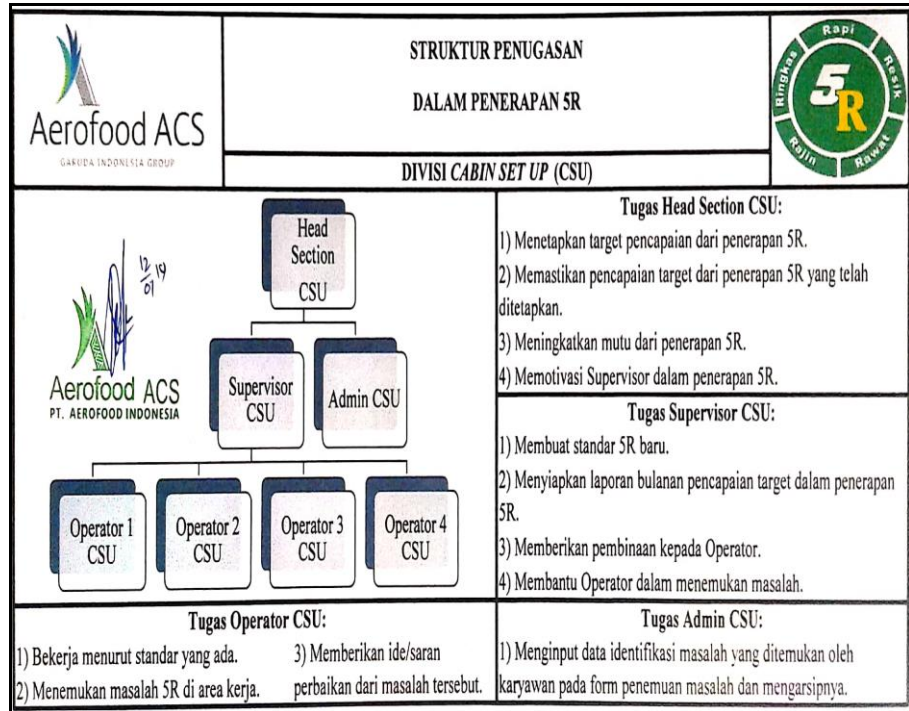 Aerofood ACS
GARUDA INDONESIA GROUP
STRUKTUR PENUGASAN
DALAM PENERAPAN 5R
DIVISI CABIN SET UP (CSU)
Ringkas
Rapi
Resik
Rawat
Rajin
5R
12
07
19
Aerofood ACS
PT. AEROFOOD INDONESIA
Head
Section
CSU
Supervisor
CSU
Admin CSU
Operator 1
CSU
Operator 2
CSU
Operator 3
CSU
Operator 4
CSU
Tugas Head Section CSU:
1) Menetapkan target pencapaian dari penerapan 5R.
2) Memastikan pencapaian target dari penerapan 5R yang telah
ditetapkan.
3) Meningkatkan mutu dari penerapan 5R.
4) Memotivasi Supervisor dalam penerapan 5R.
Tugas Supervisor CSU:
1) Membuat standar 5R baru.
2) Menyiapkan laporan bulanan pencapaian target dalam penerapan
5R.
3) Memberikan pembinaan kepada Operator.
4) Membantu Operator dalam menemukan masalah.
Tugas Operator CSU:
1) Bekerja menurut standar yang ada.
2) Menemukan masalah 5R di area kerja.
3) Memberikan ide/saran
perbaikan dari masalah tersebut.
Tugas Admin CSU:
1) Menginput data identifikasi masalah yang ditemukan oleh
karyawan pada form penemuan masalah dan mengarsipnya.